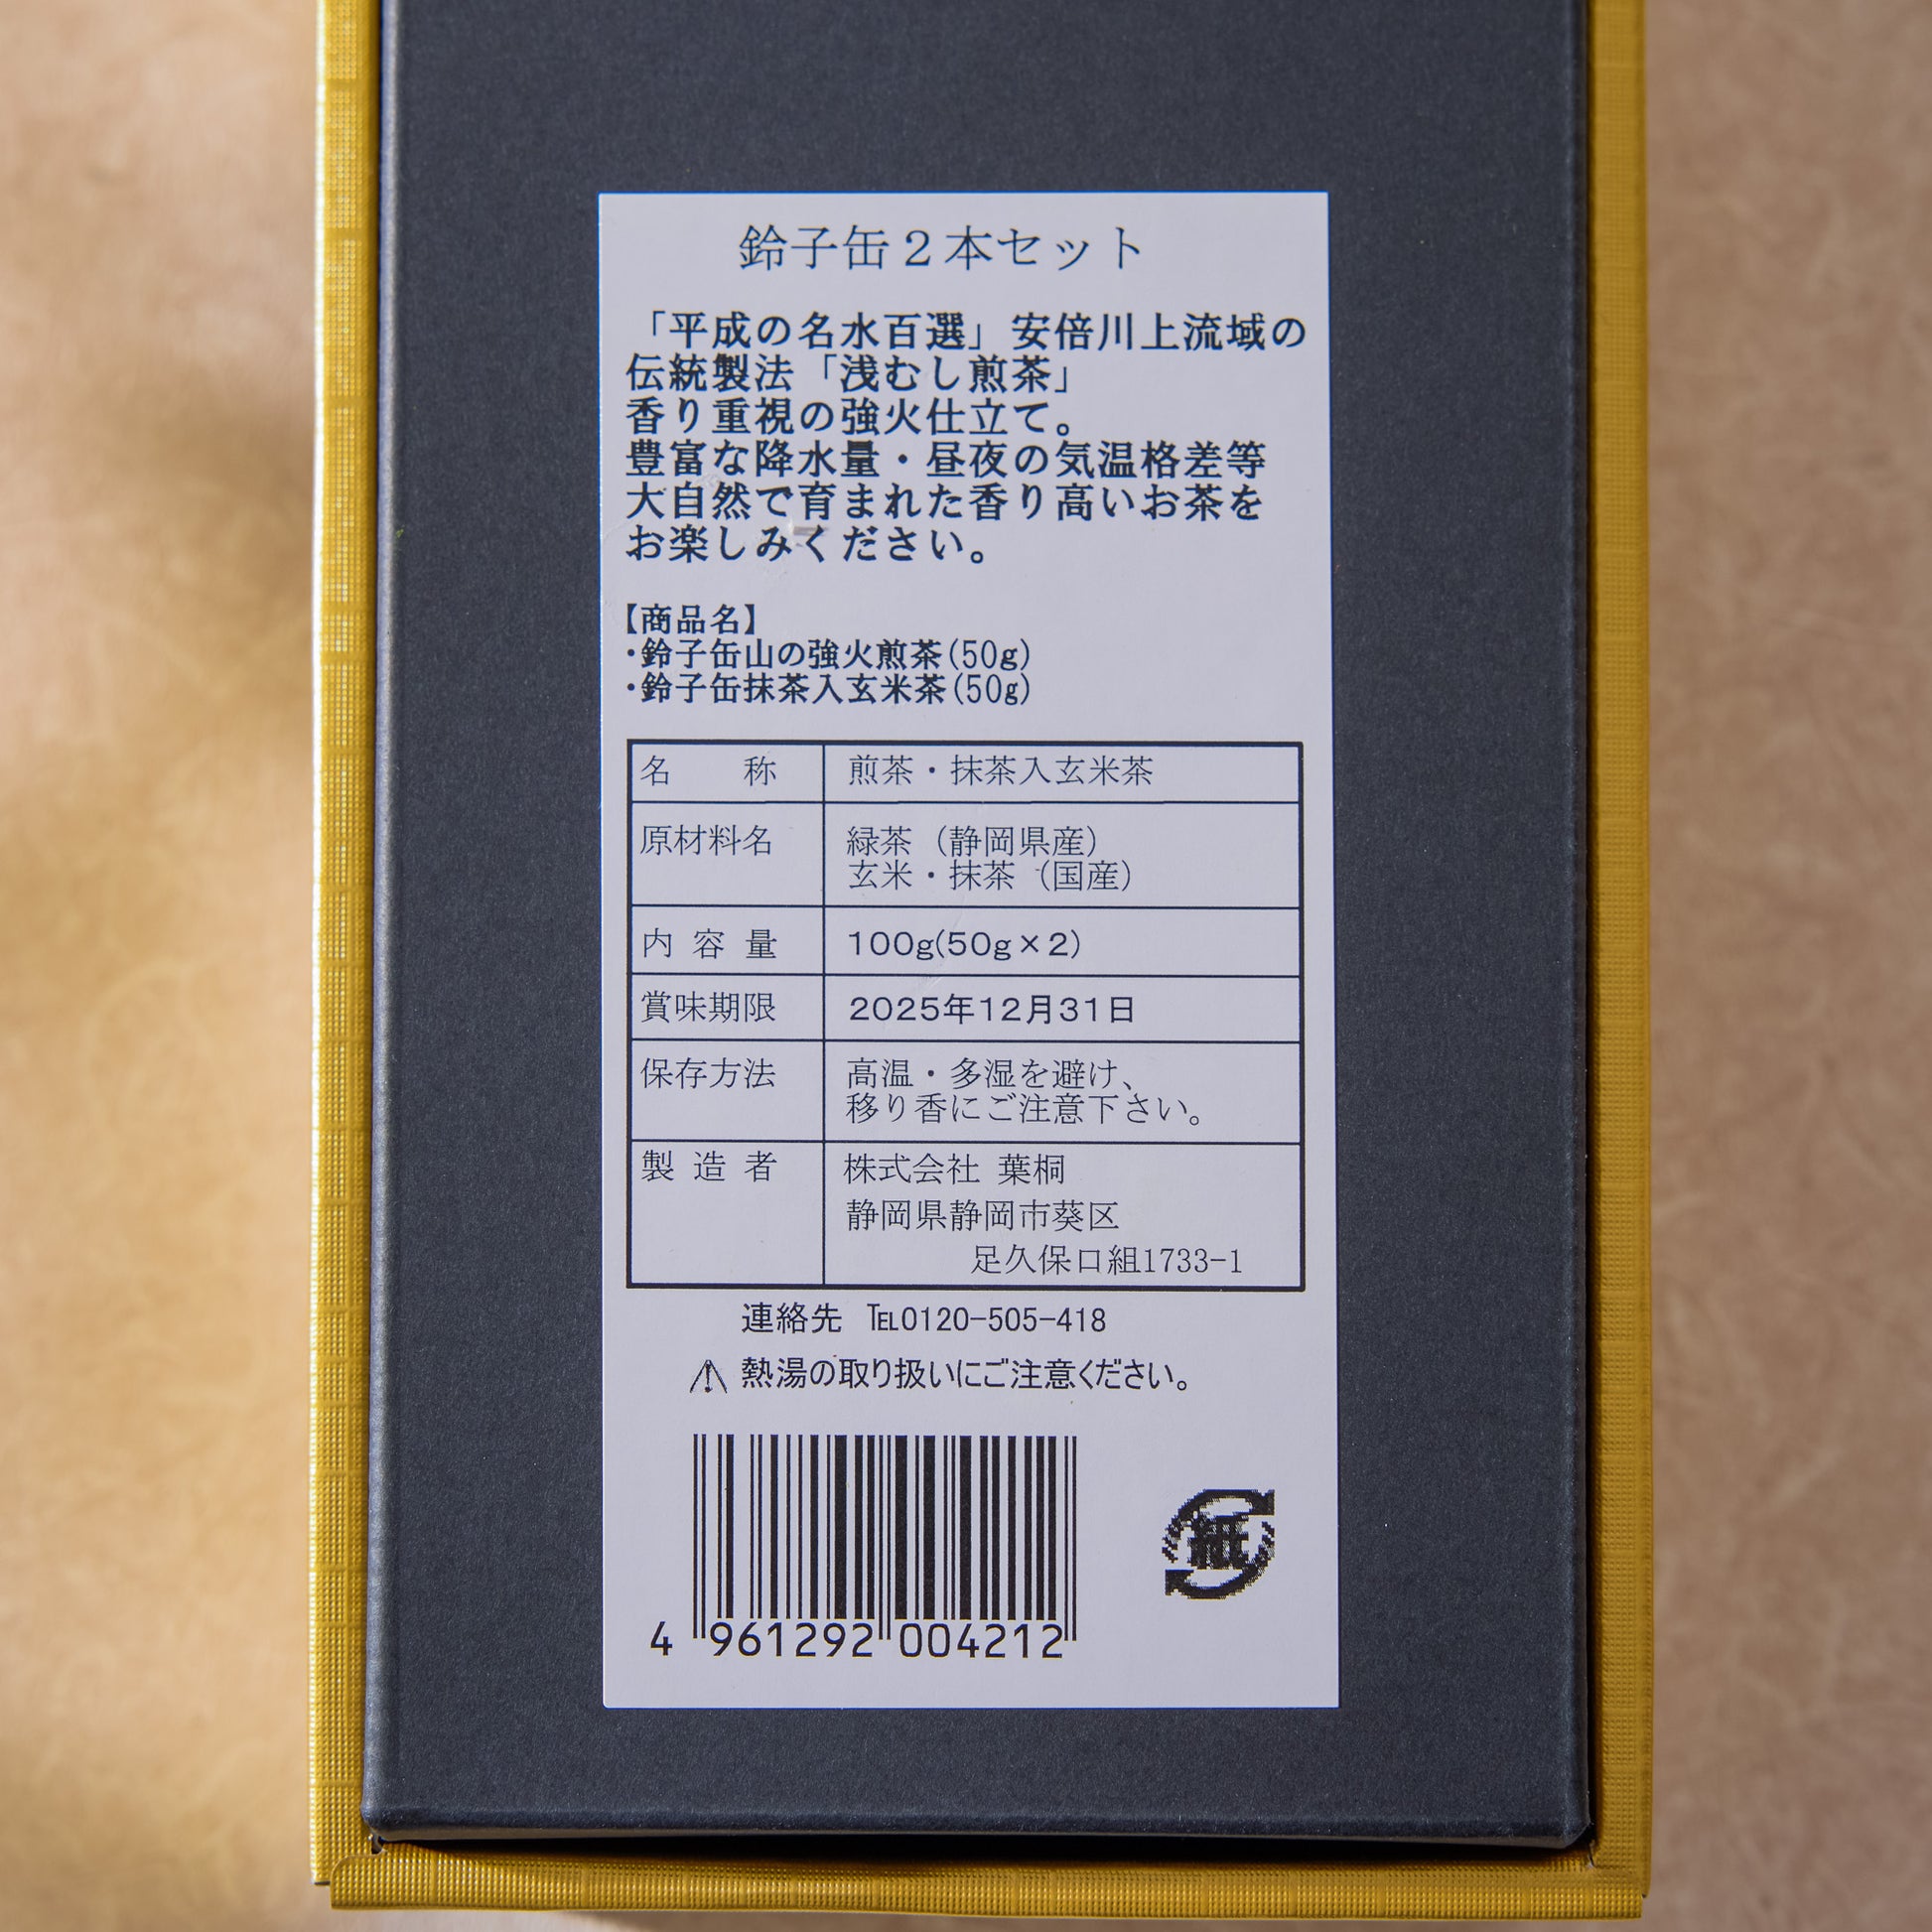 鈴子缶２本セット
「平成の名水百選」安倍川上流域の
伝統製法「浅むし煎茶」
香り重視の強火仕立て。
豊富な降水量・昼夜の気温格差等
大自然で育まれた香り高いお茶を
お楽しみください。
【商品名】
・鈴子缶山の強火煎茶(50g)
・鈴子缶抹茶入玄米茶(50g)
名　　称　煎茶・抹茶入玄米茶
原材料名　緑茶（静岡県産）
玄米・抹茶（国産）
内 容 量　100g(50g×2)
賞味期限　2025年12月31日
保存方法　高温・多湿を避け、
移り香にご注意下さい。
製 造 者　株式会社 葉桐
静岡県静岡市葵区
足久保口組1733-1
連絡先 ℡0120-505-418
⚠ 熱湯の取り扱いにご注意ください。
4 961292 004212
紙